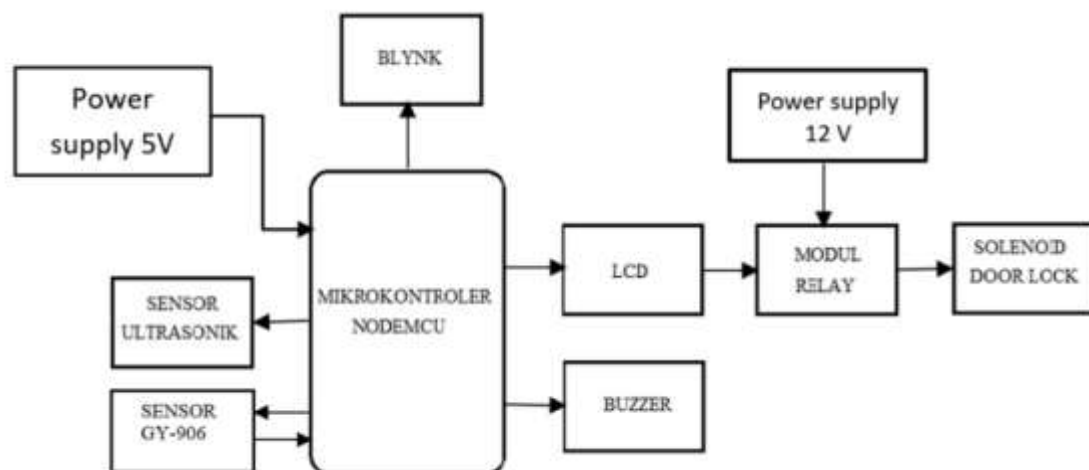 BLYNK
Power
supply 5V
Power supply
12 V
MIKROKONTROLER
NODEMCU
LCD
MODUL
RELAY
SOLENOID
DOOR LOCK
SENSOR
ULTRASONIK
SENSOR
GY-906
BUZZER